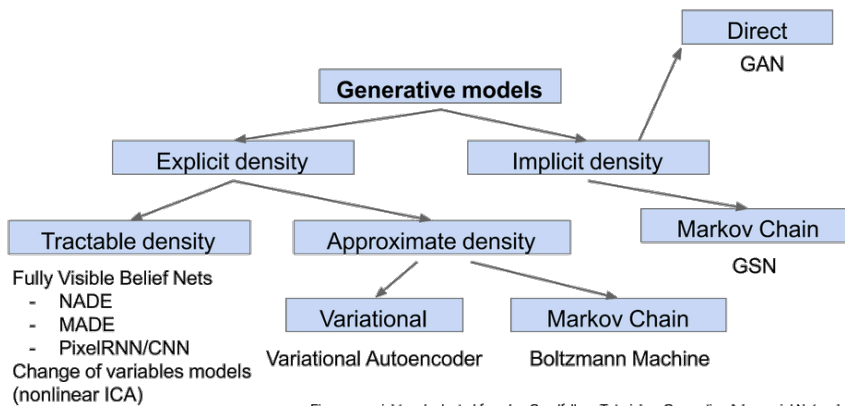 Direct
GAN
Generative models
Explicit density
Implicit density
Tractable density
Approximate density
Markov Chain
GSN
Fully Visible Belief Nets
- NADE
- MADE
- PixelRNN/CNN
Change of variables models
(nonlinear ICA)
Variational
Markov Chain
Variational Autoencoder
Boltzmann Machine